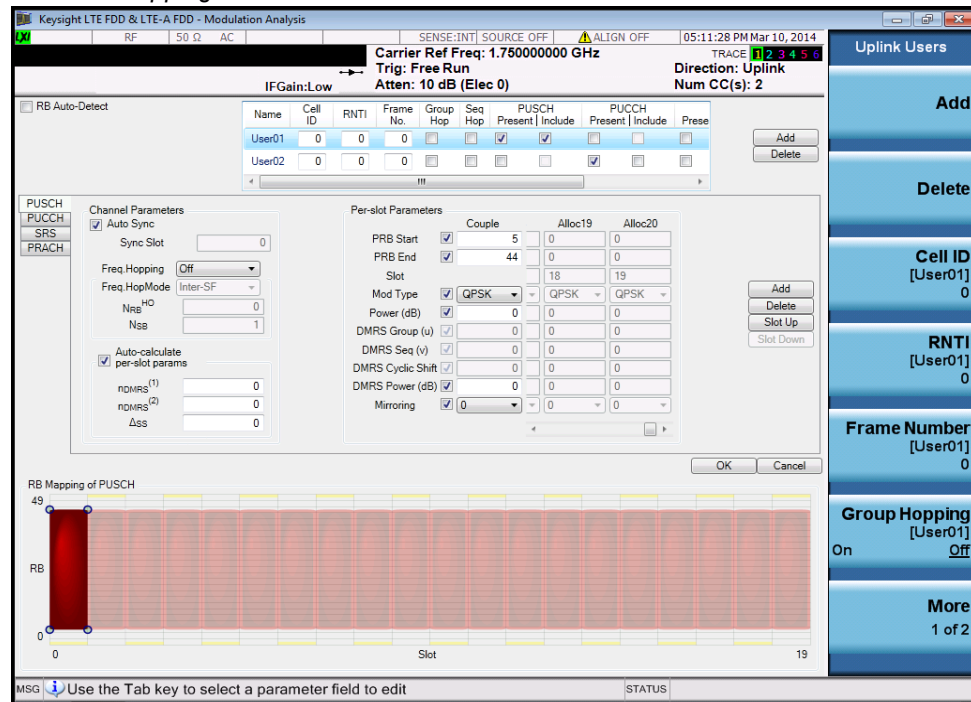 Keysight LTE FDD & LTE-A FDD - Modulation Analysis
LXI RF 50 Ω AC SENSE:INT SOURCE OFF ALIGN OFF 05:11:28 PM Mar 10, 2014
Carrier Ref Freq: 1.750000000 GHz TRACE 1 2 3 4 5 6
Trig: Free Run Direction: Uplink
IFGain:Low Atten: 10 dB (Elec 0) Num CC(s): 2
RB Auto-Detect
Name Cell ID RNTI Frame No. Group Hop Seq Hop PUSCH Present | Include PUCCH Present | Include Prese
User01 0 0 0
User02 0 0 0
Add
Delete
PUSCH
PUCCH
SRS
PRACH
Channel Parameters
Auto Sync
Sync Slot 0
Freq.Hopping Off
Freq.HopMode Inter-SF
NRB HO 0
NSB 1
Auto-calculate
per-slot params
nDMRS (1) 0
nDMRS (2) 0
Δss 0
Per-slot Parameters
Couple Alloc19 Alloc20
PRB Start 5 0 0
PRB End 44 0 0
Slot 18 19
Mod Type QPSK QPSK QPSK
Power (dB) 0 0 0
DMRS Group (u) 0 0 0
DMRS Seq (v) 0 0 0
DMRS Cyclic Shift 0 0 0
DMRS Power (dB) 0 0 0
Mirroring 0 0 0
Add
Delete
Slot Up
Slot Down
OK Cancel
RB Mapping of PUSCH
49
RB
0
0 Slot 19
MSG Use the Tab key to select a parameter field to edit STATUS
Uplink Users
Add
Delete
Cell ID
[User01]
0
RNTI
[User01]
0
Frame Number
[User01]
0
Group Hopping
[User01]
On Off
More
1 of 2